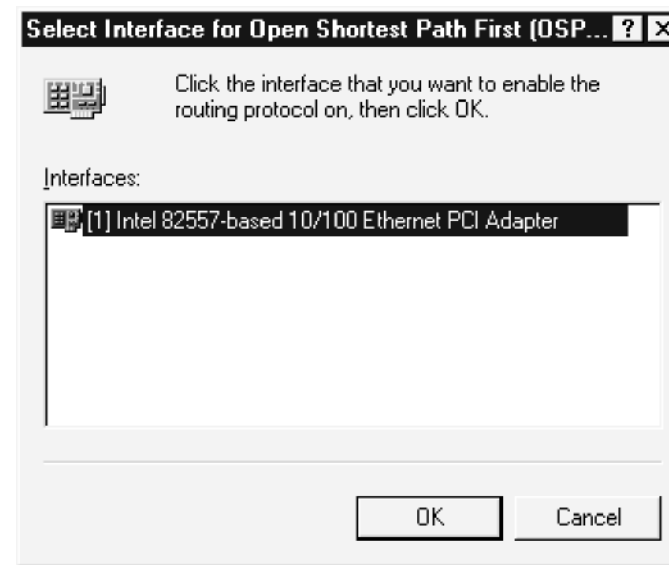 Select Interface for Open Shortest Path First (OSP...
Click the interface that you want to enable the
routing protocol on, then click OK.
Interfaces:
[1] Intel 82557-based 10/100 Ethernet PCI Adapter
OK
Cancel